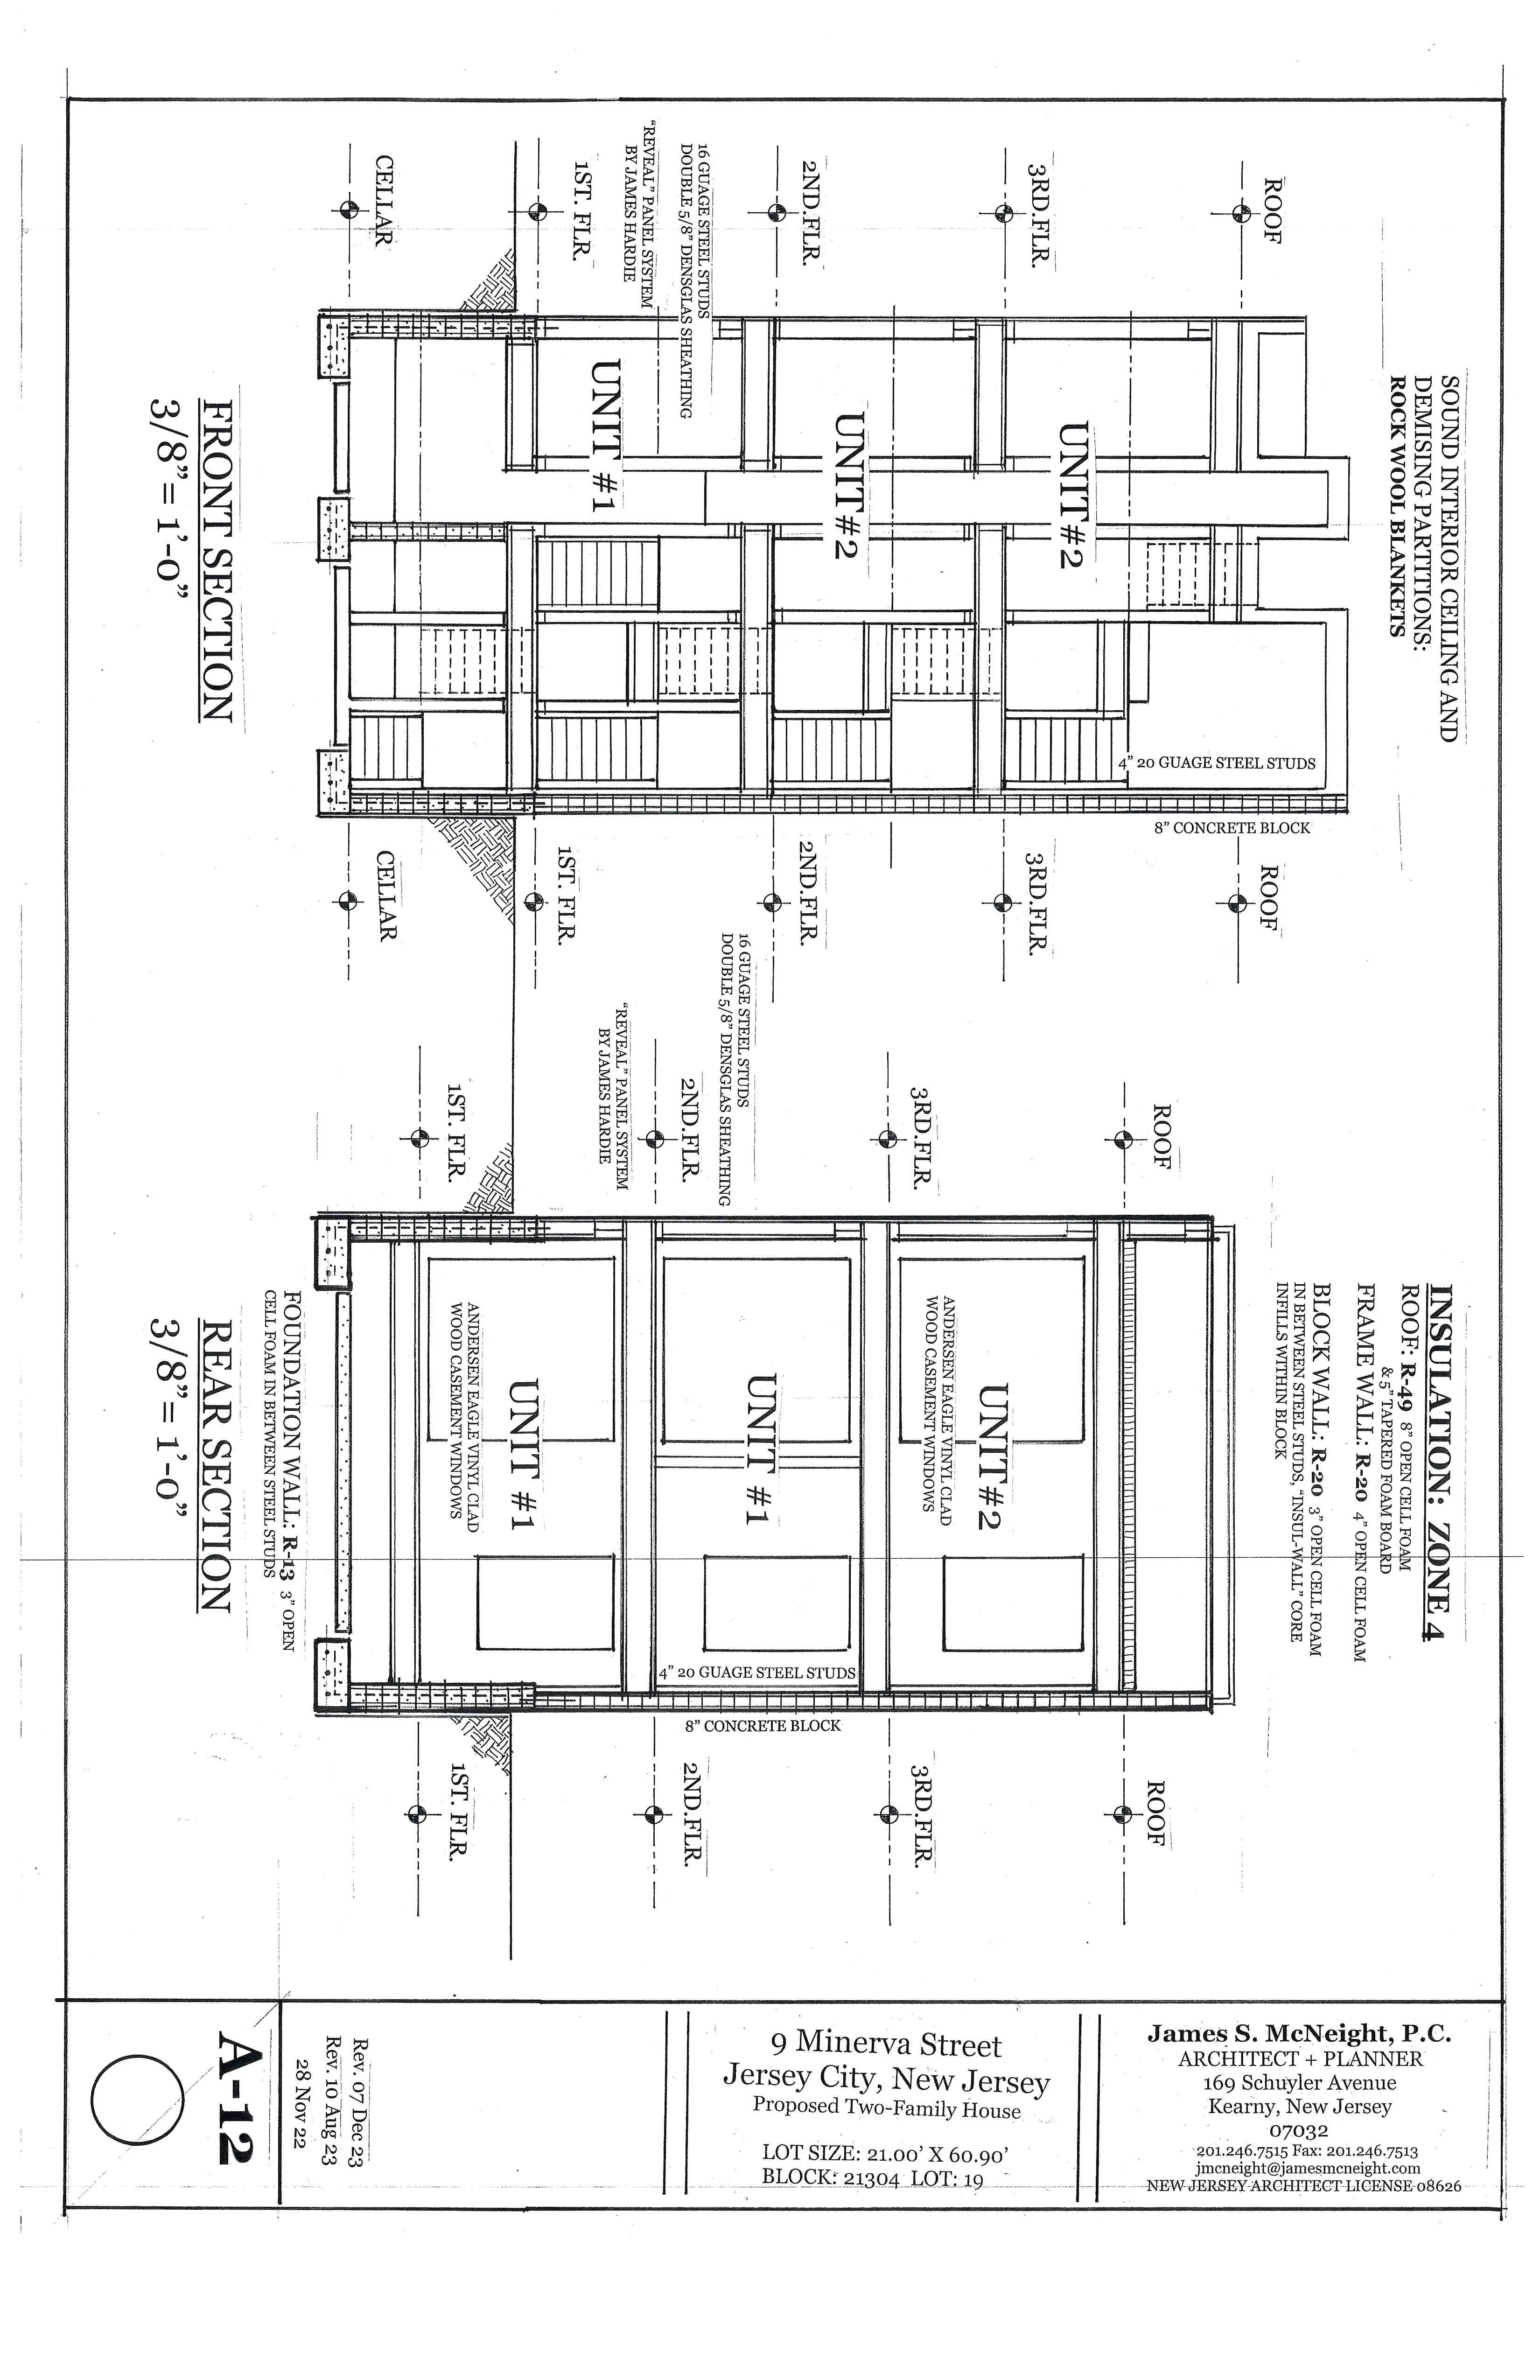 SOUND INTERIOR CEILING AND
DEMISING PARTITIONS:
ROCK WOOL BLANKETS
ROOF
3RD.FLR.
2ND.FLR.
16 GUAGE STEEL STUDS
DOUBLE 5/8" DENSGLAS SHEATHING
"REVEAL" PANEL SYSTEM
BY JAMES HARDIE
1ST. FLR.
CELLAR
UNIT #2
UNIT #2
UNIT #1
4" 20 GUAGE STEEL STUDS
8" CONCRETE BLOCK
ROOF
3RD.FLR.
2ND.FLR.
1ST. FLR.
CELLAR
FRONT SECTION
3/8" = 1'-0"
INSULATION: ZONE 4
ROOF: R-49 8" OPEN CELL FOAM
& 5" TAPERED FOAM BOARD
FRAME WALL: R-20 4" OPEN CELL FOAM
BLOCK WALL: R-20 3" OPEN CELL FOAM
IN BETWEEN STEEL STUDS, "INSUL-WALL" CORE
INFILLS WITHIN BLOCK
ROOF
3RD.FLR.
16 GUAGE STEEL STUDS
DOUBLE 5/8" DENSGLAS SHEATHING
2ND.FLR.
"REVEAL" PANEL SYSTEM
BY JAMES HARDIE
1ST. FLR.
UNIT #2
ANDERSEN EAGLE VINYL CLAD
WOOD CASEMENT WINDOWS
UNIT #1
UNIT #1
ANDERSEN EAGLE VINYL CLAD
WOOD CASEMENT WINDOWS
4" 20 GUAGE STEEL STUDS
8" CONCRETE BLOCK
ROOF
3RD.FLR.
2ND.FLR.
1ST. FLR.
FOUNDATION WALL: R-13 3" OPEN
CELL FOAM IN BETWEEN STEEL STUDS
REAR SECTION
3/8" = 1'-0"
James S. McNeight, P.C.
ARCHITECT + PLANNER
169 Schuyler Avenue
Kearny, New Jersey
07032
201.246.7515 Fax: 201.246.7513
jmcneight@jamesmcneight.com
NEW JERSEY ARCHITECT LICENSE 08626
9 Minerva Street
Jersey City, New Jersey
Proposed Two-Family House
LOT SIZE: 21.00' X 60.90'
BLOCK: 21304 LOT: 19
Rev. 07 Dec 23
Rev. 10 Aug 23
28 Nov 22
A-12